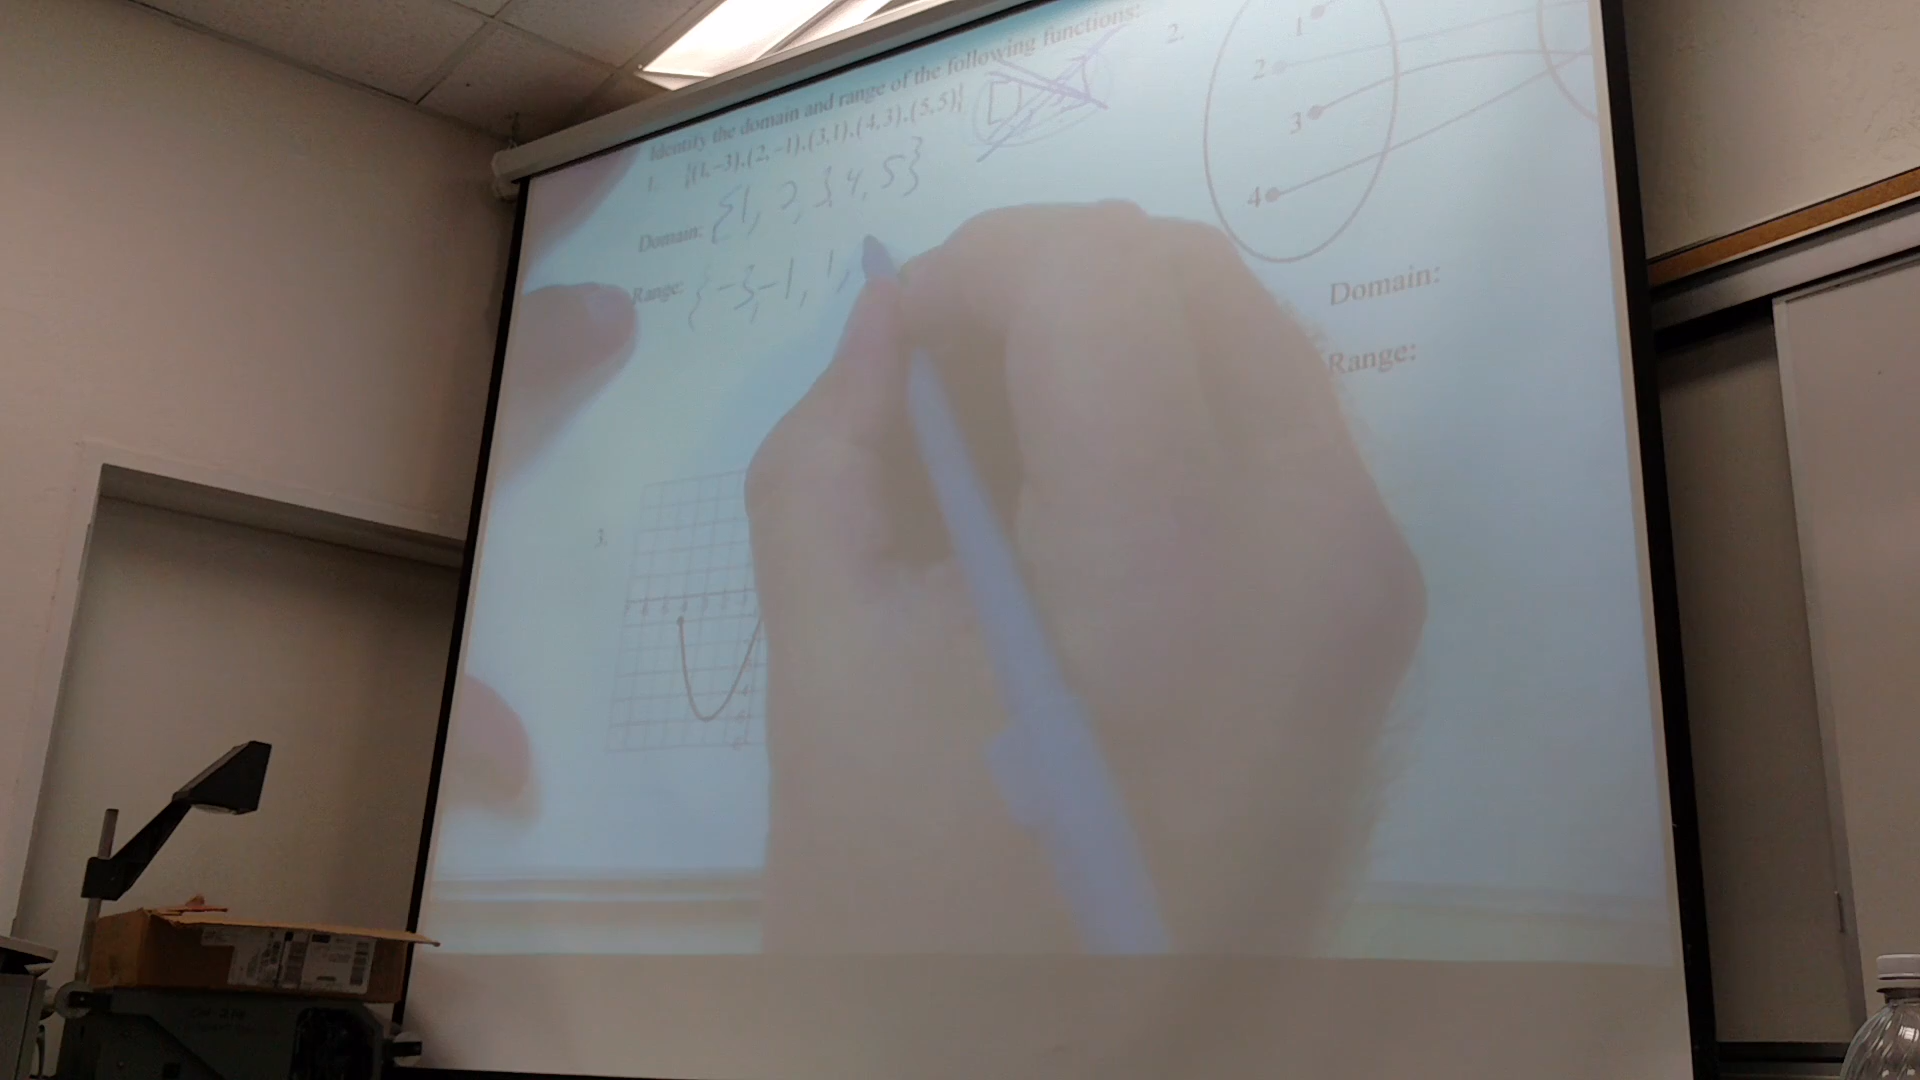 Identify the domain and range of the following functions:
1. {(1,-3),(2,-1),(3,1),(4,3),(5,5)}
Domain: {1, 2, 3, 4, 5}
Range: {-3, -1, 1,
2.
1
2
3
4
Domain:
Range:
3.